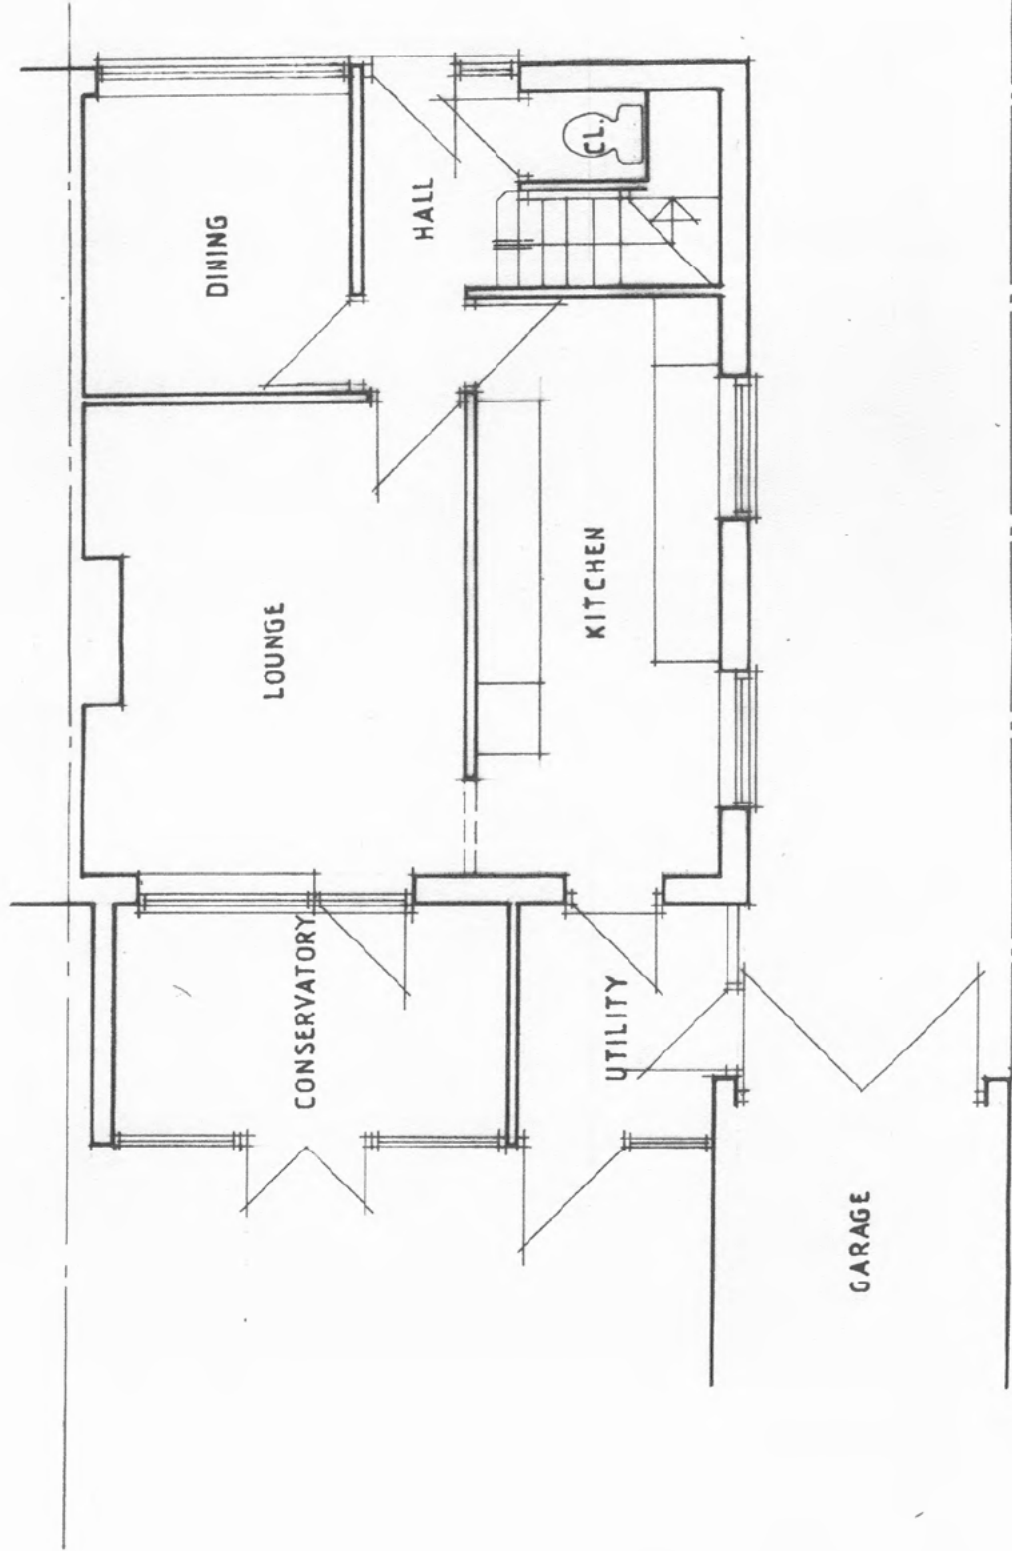 DINING
HALL
CL.
LOUNGE
KITCHEN
CONSERVATORY
UTILITY
GARAGE